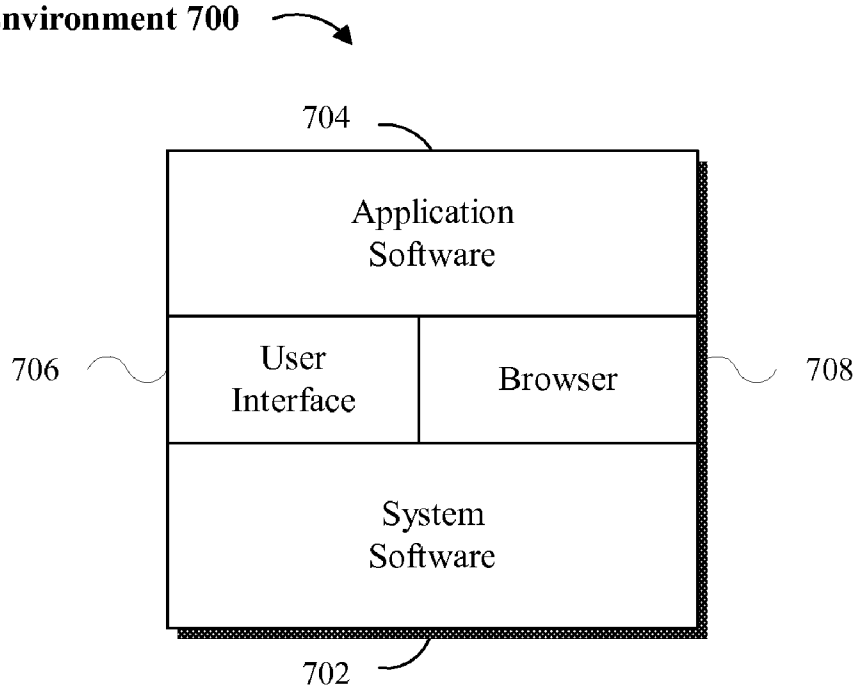 nvironment 700
704
Application
Software
706
User
Interface
Browser
708
System
Software
702